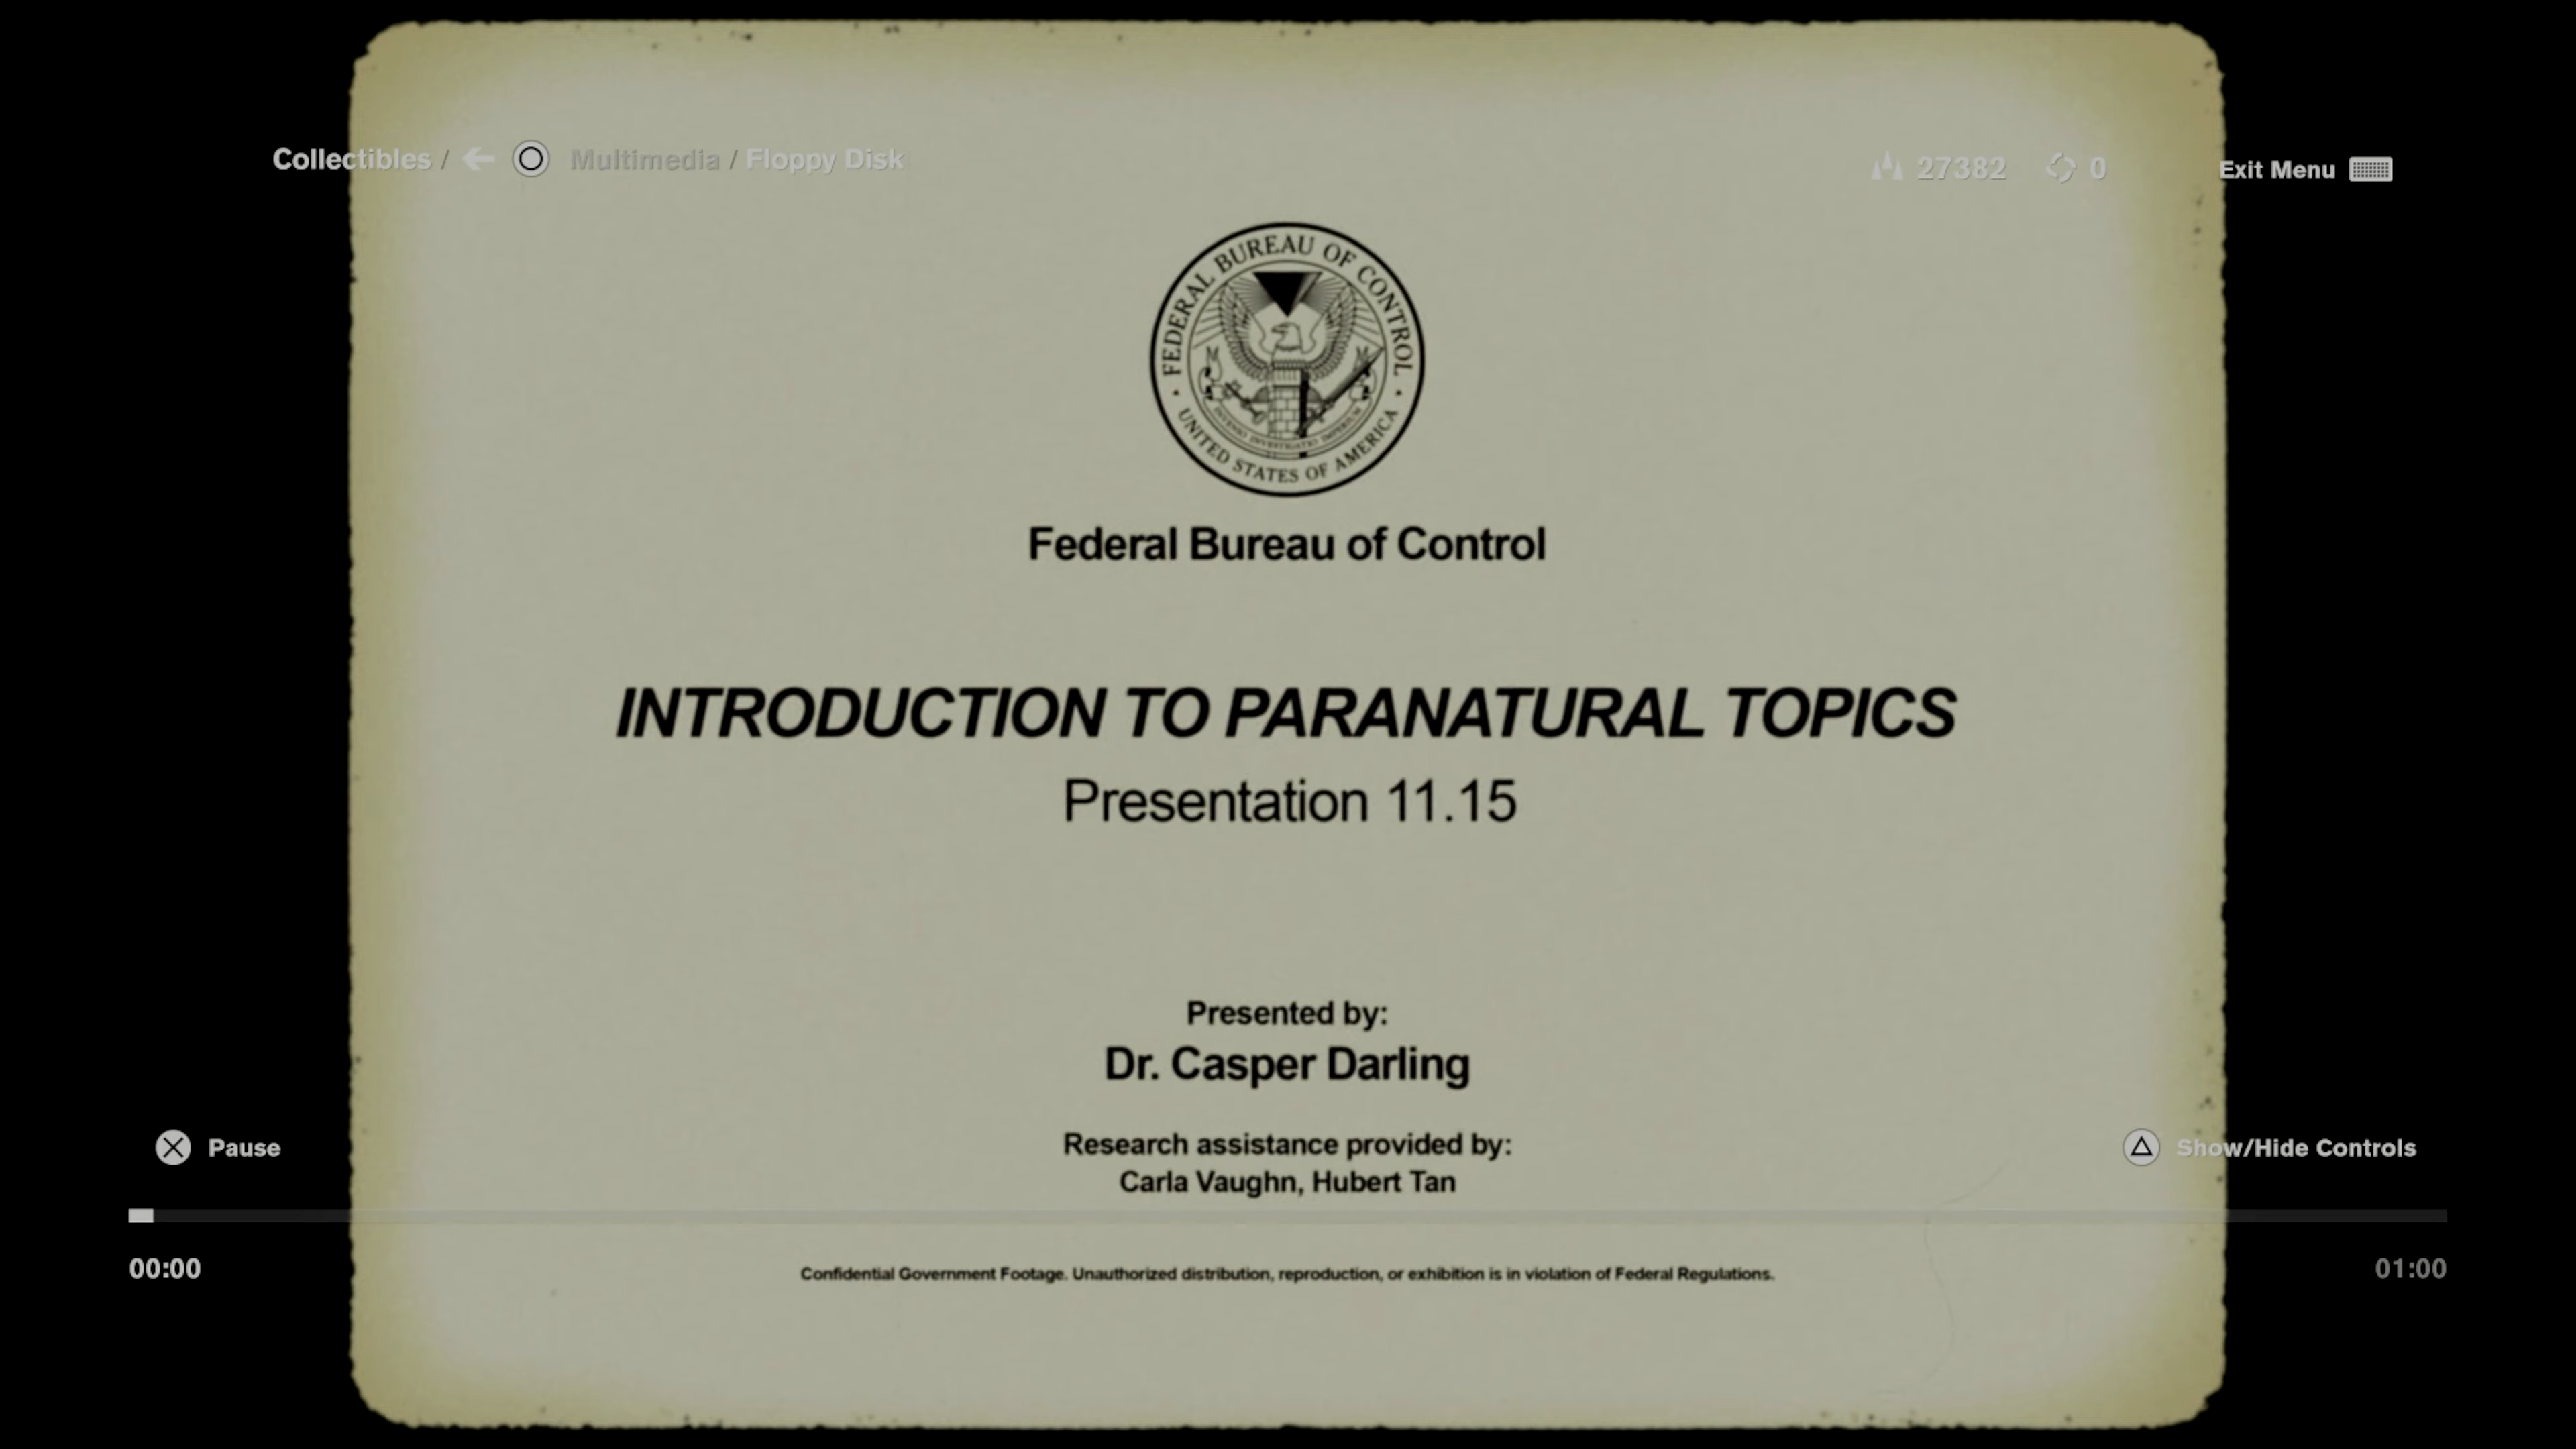 Collectibles / Multimedia / Floppy Disk
27382 0 Exit Menu
FEDERAL BUREAU OF CONTROL
UNITED STATES OF AMERICA
INVENIO INVESTIGATIO IMPERIUM
Federal Bureau of Control
INTRODUCTION TO PARANATURAL TOPICS
Presentation 11.15
Presented by:
Dr. Casper Darling
Pause
Research assistance provided by:
Show/Hide Controls
Carla Vaughn, Hubert Tan
00:00
Confidential Government Footage. Unauthorized distribution, reproduction, or exhibition is in violation of Federal Regulations.
01:00